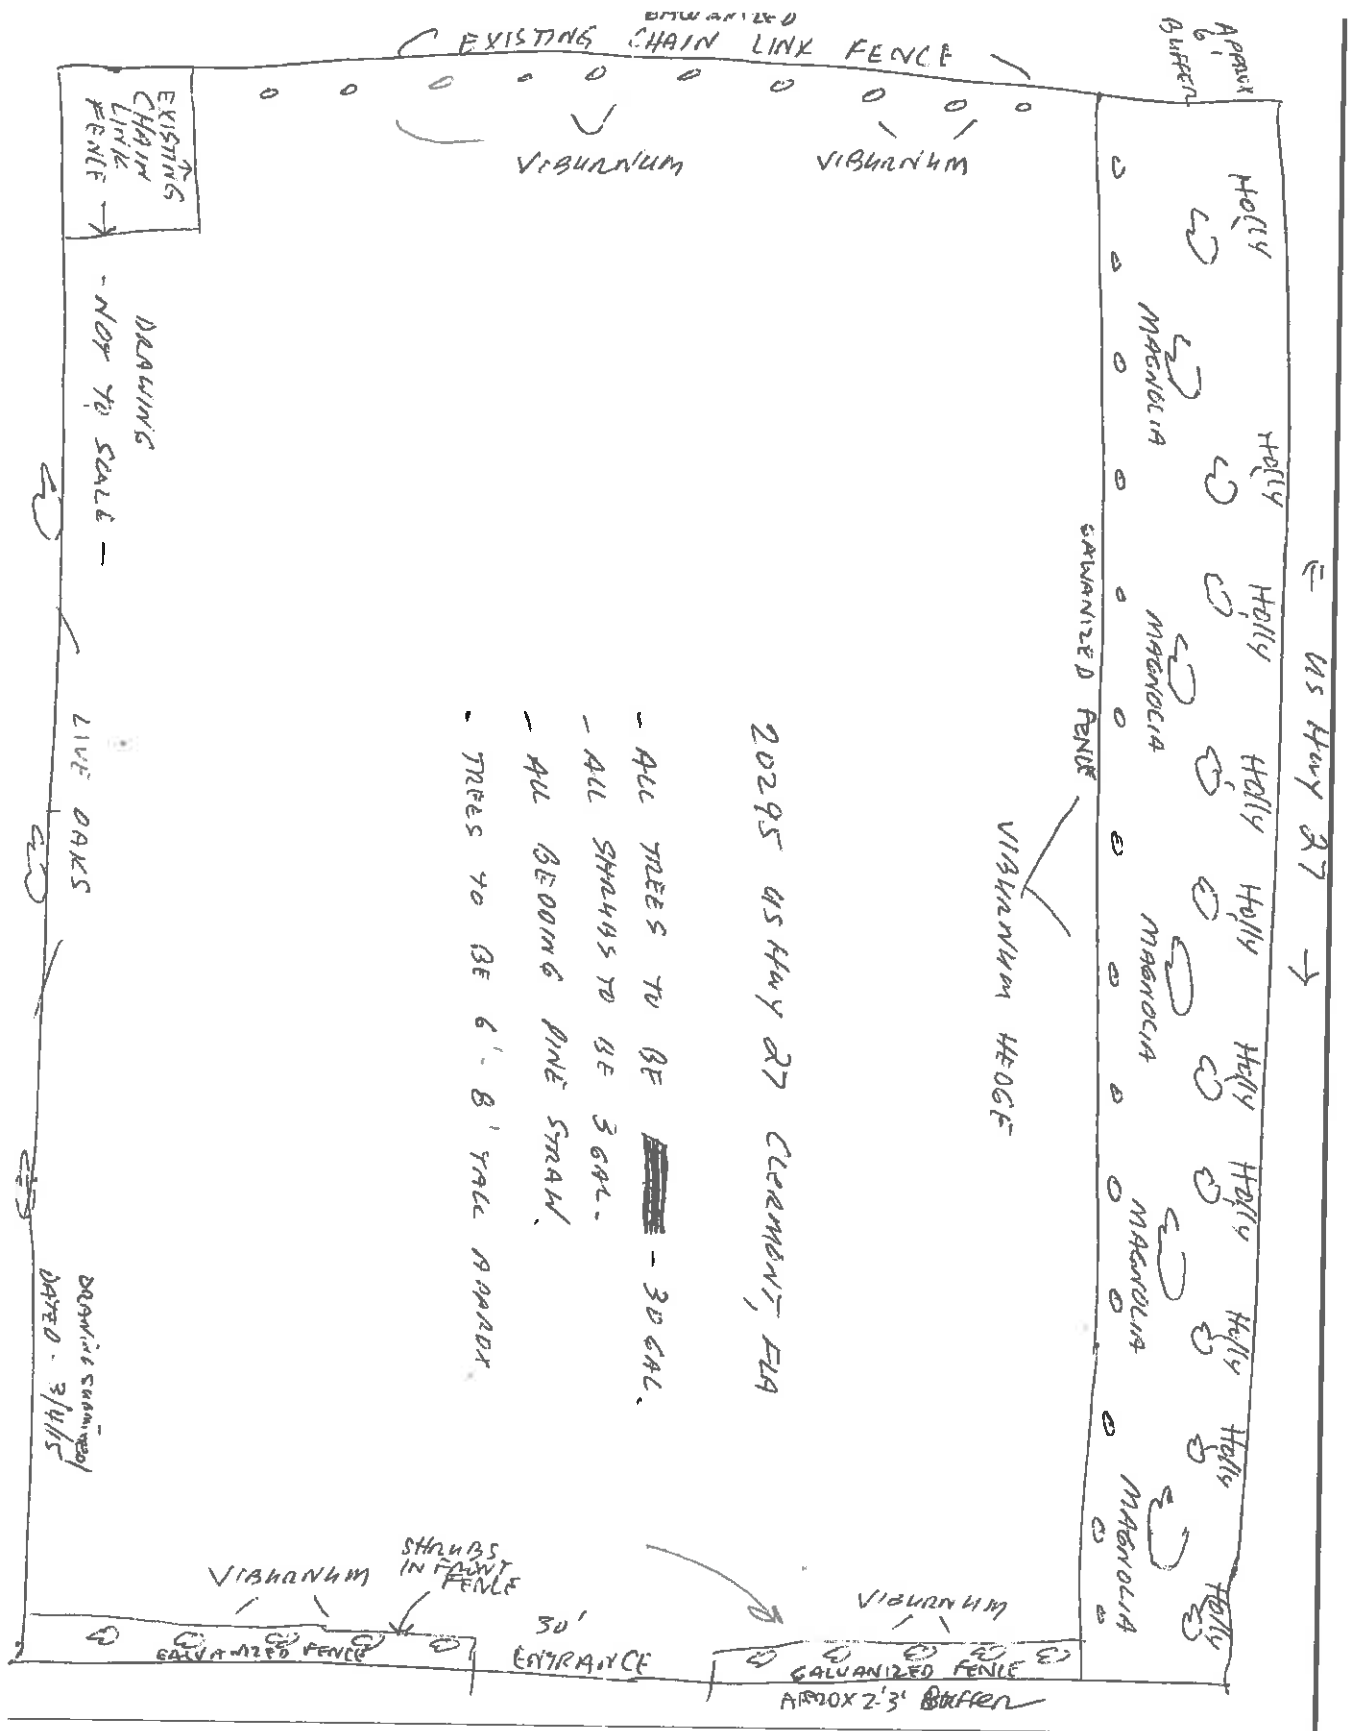 GAWANIZED
EXISTING CHAIN LINK FENCE
APPROX
6'
BUFFER
EXISTING
CHAIN
LINK
FENCE →
VIBURNUM
VIBURNUM
← US HWY 27 →
Holly
Holly
Holly
Holly
Holly
Holly
Holly
Holly
Holly
Holly
MAGNOLIA
MAGNOLIA
MAGNOLIA
MAGNOLIA
MAGNOLIA
GAWANIZED FENCE
VIBURNUM HEDGE
20295 US HWY 27 CLERMONT, FLA
- ALL TREES TO BE - 30 GAL.
- ALL SHRUBS TO BE 3 GAL.
- ALL BEDDING PINE STRAW.
- TREES TO BE 6'-8' TALL APPROX
DRAWING
- NOT TO SCALE -
LIVE OAKS
DRAWING SUBMITTED
DATED - 3/4/15
VIBURNUM
SHRUBS
IN FRONT
FENCE
VIBURNUM
30'
ENTRANCE
GALVANIZED FENCE
GALVANIZED FENCE
APPROX 2'3' BUFFER